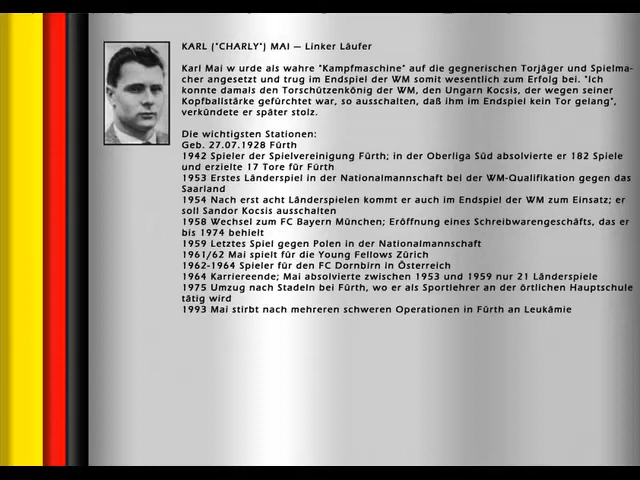 KARL ("CHARLY") MAI — Linker Läufer
Karl Mai w urde als wahre "Kampfmaschine" auf die gegnerischen Torjäger und Spielma-
cher angesetzt und trug im Endspiel der WM somit wesentlich zum Erfolg bei. "Ich
konnte damals den Torschützenkönig der WM, den Ungarn Kocsis, der wegen seiner
Kopfballstärke gefürchtet war, so ausschalten, daß ihm im Endspiel kein Tor gelang",
verkündete er später stolz.
Die wichtigsten Stationen:
Geb. 27.07.1928 Fürth
1942 Spieler der Spielvereinigung Fürth; in der Oberliga Süd absolvierte er 182 Spiele
und erzielte 17 Tore für Fürth
1953 Erstes Länderspiel in der Nationalmannschaft bei der WM-Qualifikation gegen das
Saarland
1954 Nach erst acht Länderspielen kommt er auch im Endspiel der WM zum Einsatz; er
soll Sandor Kocsis ausschalten
1958 Wechsel zum FC Bayern München; Eröffnung eines Schreibwarengeschäfts, das er
bis 1974 behielt
1959 Letztes Spiel gegen Polen in der Nationalmannschaft
1961/62 Mai spielt für die Young Fellows Zürich
1962-1964 Spieler für den FC Dornbirn in Österreich
1964 Karriereende; Mai absolvierte zwischen 1953 und 1959 nur 21 Länderspiele
1975 Umzug nach Stadeln bei Fürth, wo er als Sportlehrer an der örtlichen Hauptschule
tätig wird
1993 Mai stirbt nach mehreren schweren Operationen in Fürth an Leukämie